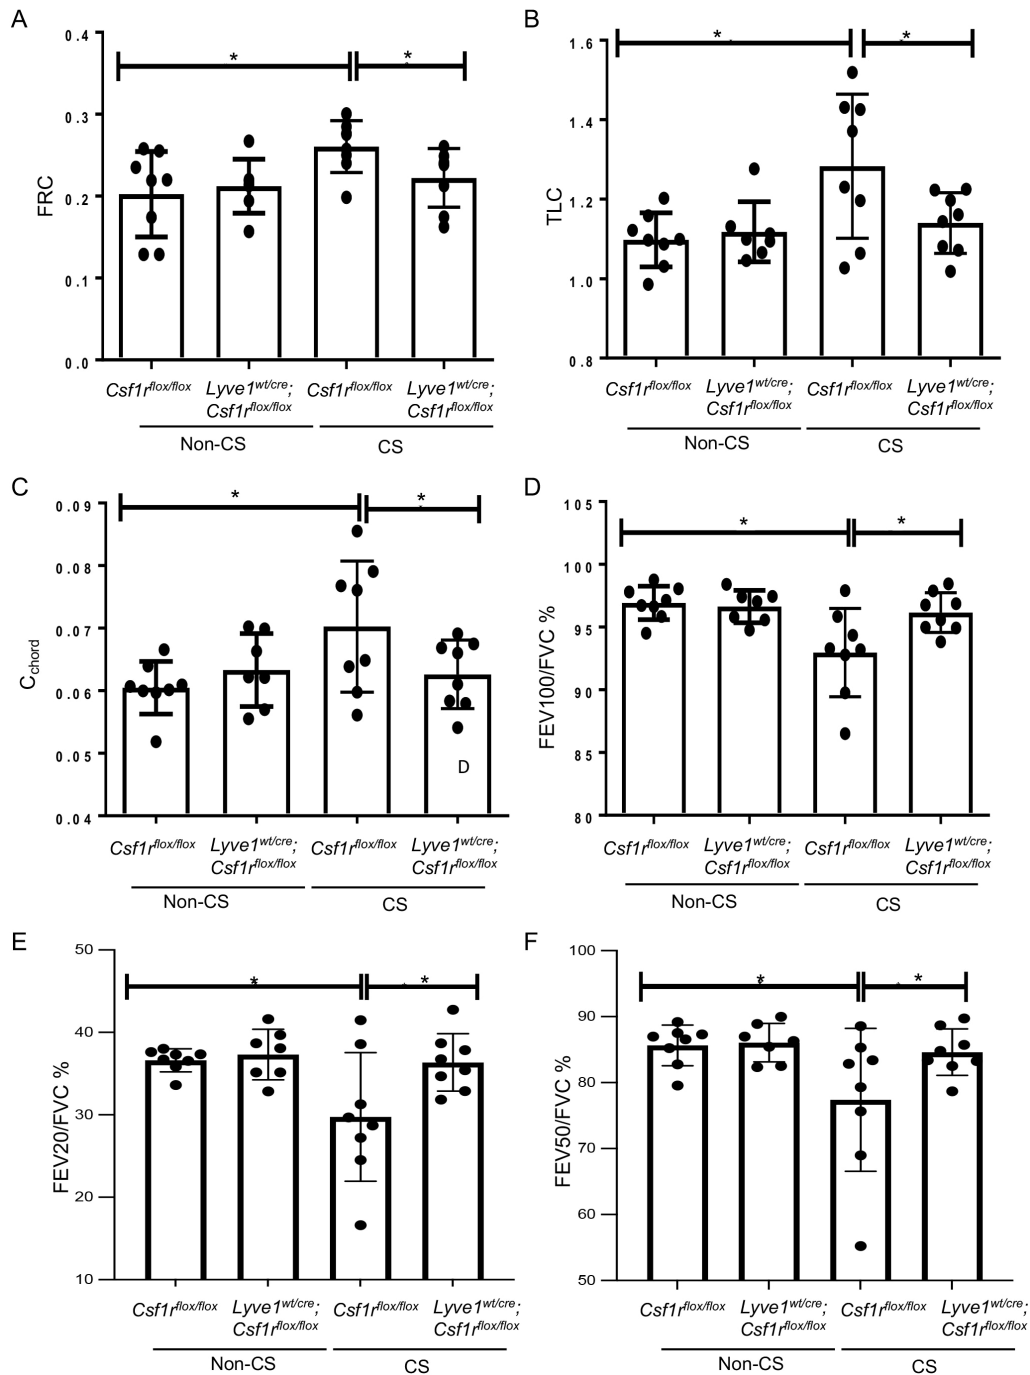 A
0.4
0.3
0.2
0.1
0.0
FRC
*
*
Csf1rflox/flox
Lyve1wt/cre;
Csf1rflox/flox
Csf1rflox/flox
Lyve1wt/cre;
Csf1rflox/flox
Non-CS
CS
B
1.6
1.4
1.2
1.0
0.8
TLC
*
*
Csf1rflox/flox
Lyve1wt/cre;
Csf1rflox/flox
Csf1rflox/flox
Lyve1wt/cre;
Csf1rflox/flox
Non-CS
CS
C
0.09
0.08
0.07
0.06
0.05
0.04
Cchord
*
*
D
Csf1rflox/flox
Lyve1wt/cre;
Csf1rflox/flox
Csf1rflox/flox
Lyve1wt/cre;
Csf1rflox/flox
Non-CS
CS
D
105
100
95
90
85
80
FEV100/FVC %
*
*
Csf1rflox/flox
Lyve1wt/cre;
Csf1rflox/flox
Csf1rflox/flox
Lyve1wt/cre;
Csf1rflox/flox
Non-CS
CS
E
50
40
30
20
10
FEV20/FVC %
*
*
Csf1rflox/flox
Lyve1wt/cre;
Csf1rflox/flox
Csf1rflox/flox
Lyve1wt/cre;
Csf1rflox/flox
Non-CS
CS
F
100
90
80
70
60
50
FEV50/FVC %
*
*
Csf1rflox/flox
Lyve1wt/cre;
Csf1rflox/flox
Csf1rflox/flox
Lyve1wt/cre;
Csf1rflox/flox
Non-CS
CS